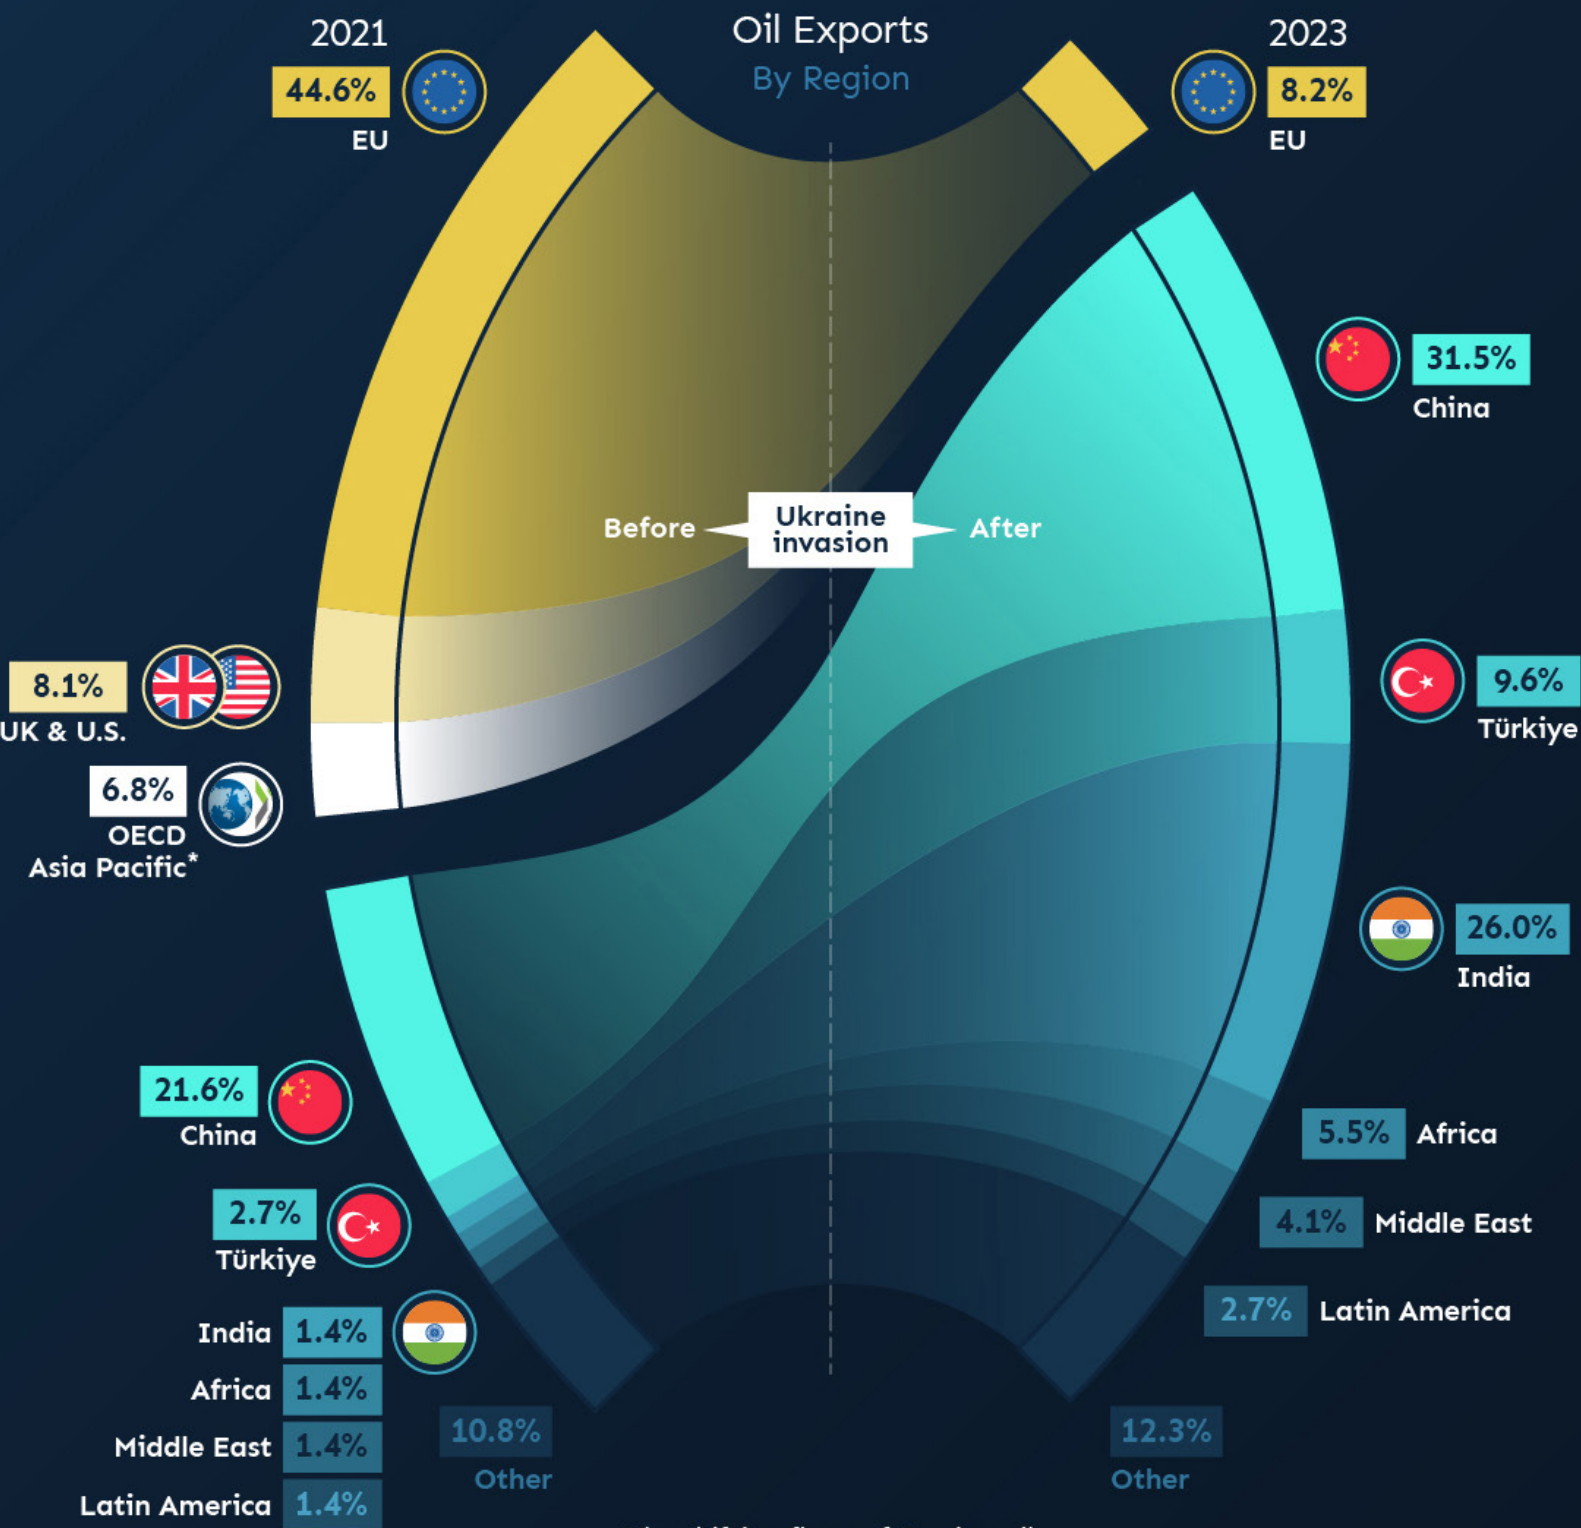 Oil Exports
By Region
2021
44.6%
EU
2023
8.2%
EU
Before
Ukraine
invasion
After
8.1%
UK & U.S.
6.8%
OECD
Asia Pacific*
21.6%
China
2.7%
Türkiye
India 1.4%
Africa 1.4%
Middle East 1.4%
Latin America 1.4%
10.8%
Other
31.5%
China
9.6%
Türkiye
26.0%
India
5.5% Africa
4.1% Middle East
2.7% Latin America
12.3%
Other